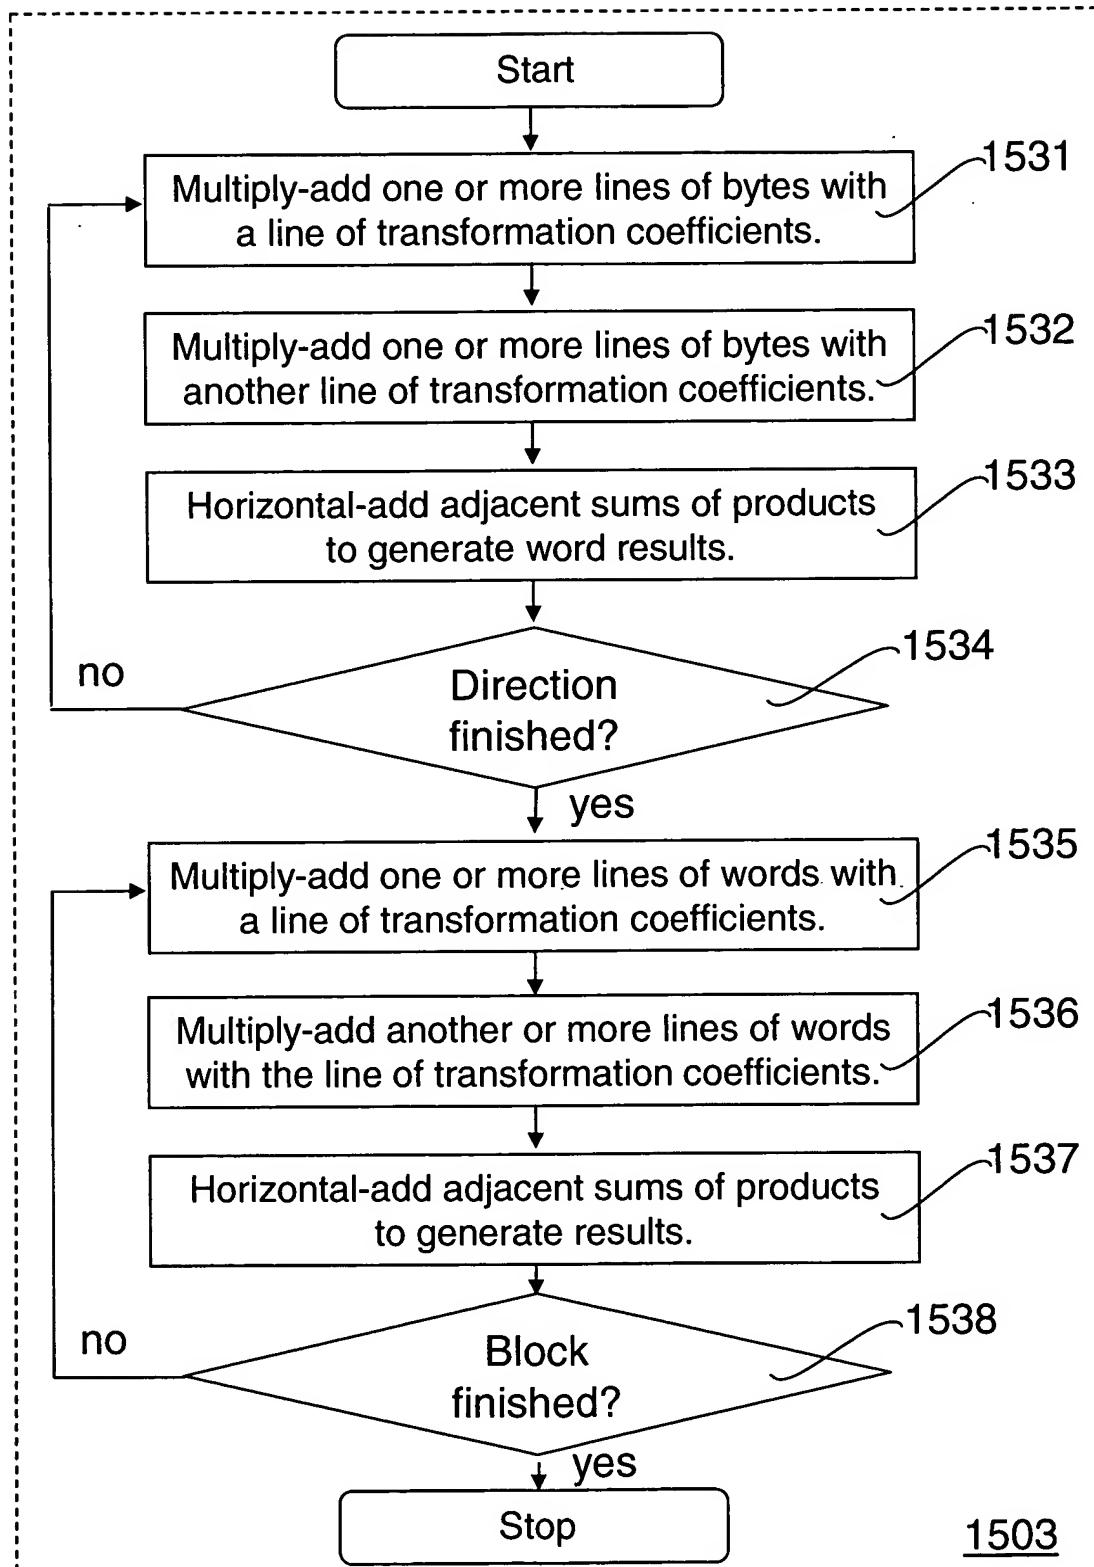 Start
1531
Multiply-add one or more lines of bytes with
a line of transformation coefficients.
1532
Multiply-add one or more lines of bytes with
another line of transformation coefficients.
1533
Horizontal-add adjacent sums of products
to generate word results.
1534
no
Direction
finished?
yes
1535
Multiply-add one or more lines of words with
a line of transformation coefficients.
1536
Multiply-add another or more lines of words
with the line of transformation coefficients.
1537
Horizontal-add adjacent sums of products
to generate results.
1538
no
Block
finished?
yes
Stop
1503